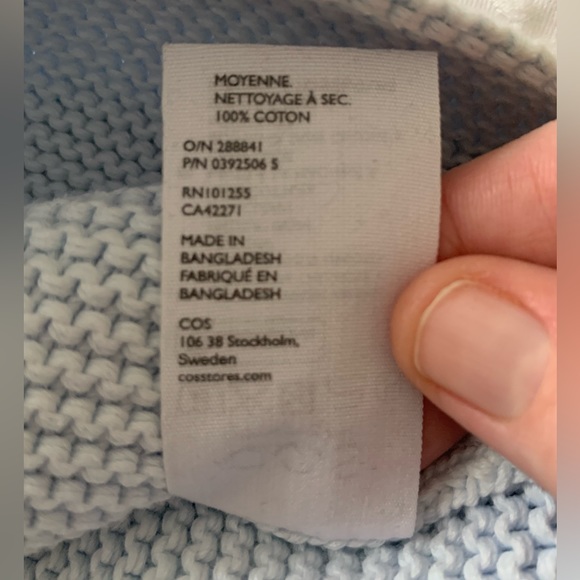 MOYENNE.
NETTOYAGE À SEC.
100% COTON
O/N 288841
P/N 0392506 S
RN101255
CA42271
MADE IN
BANGLADESH
FABRIQUÉ EN
BANGLADESH
COS
106 38 Stockholm,
Sweden
cosstores.com